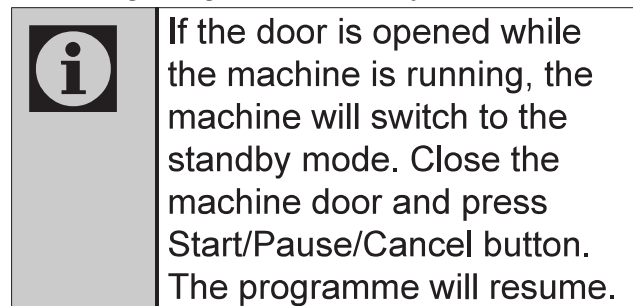 If the door is opened while
the machine is running, the
machine will switch to the
standby mode. Close the
machine door and press
Start/Pause/Cancel button.
The programme will resume.